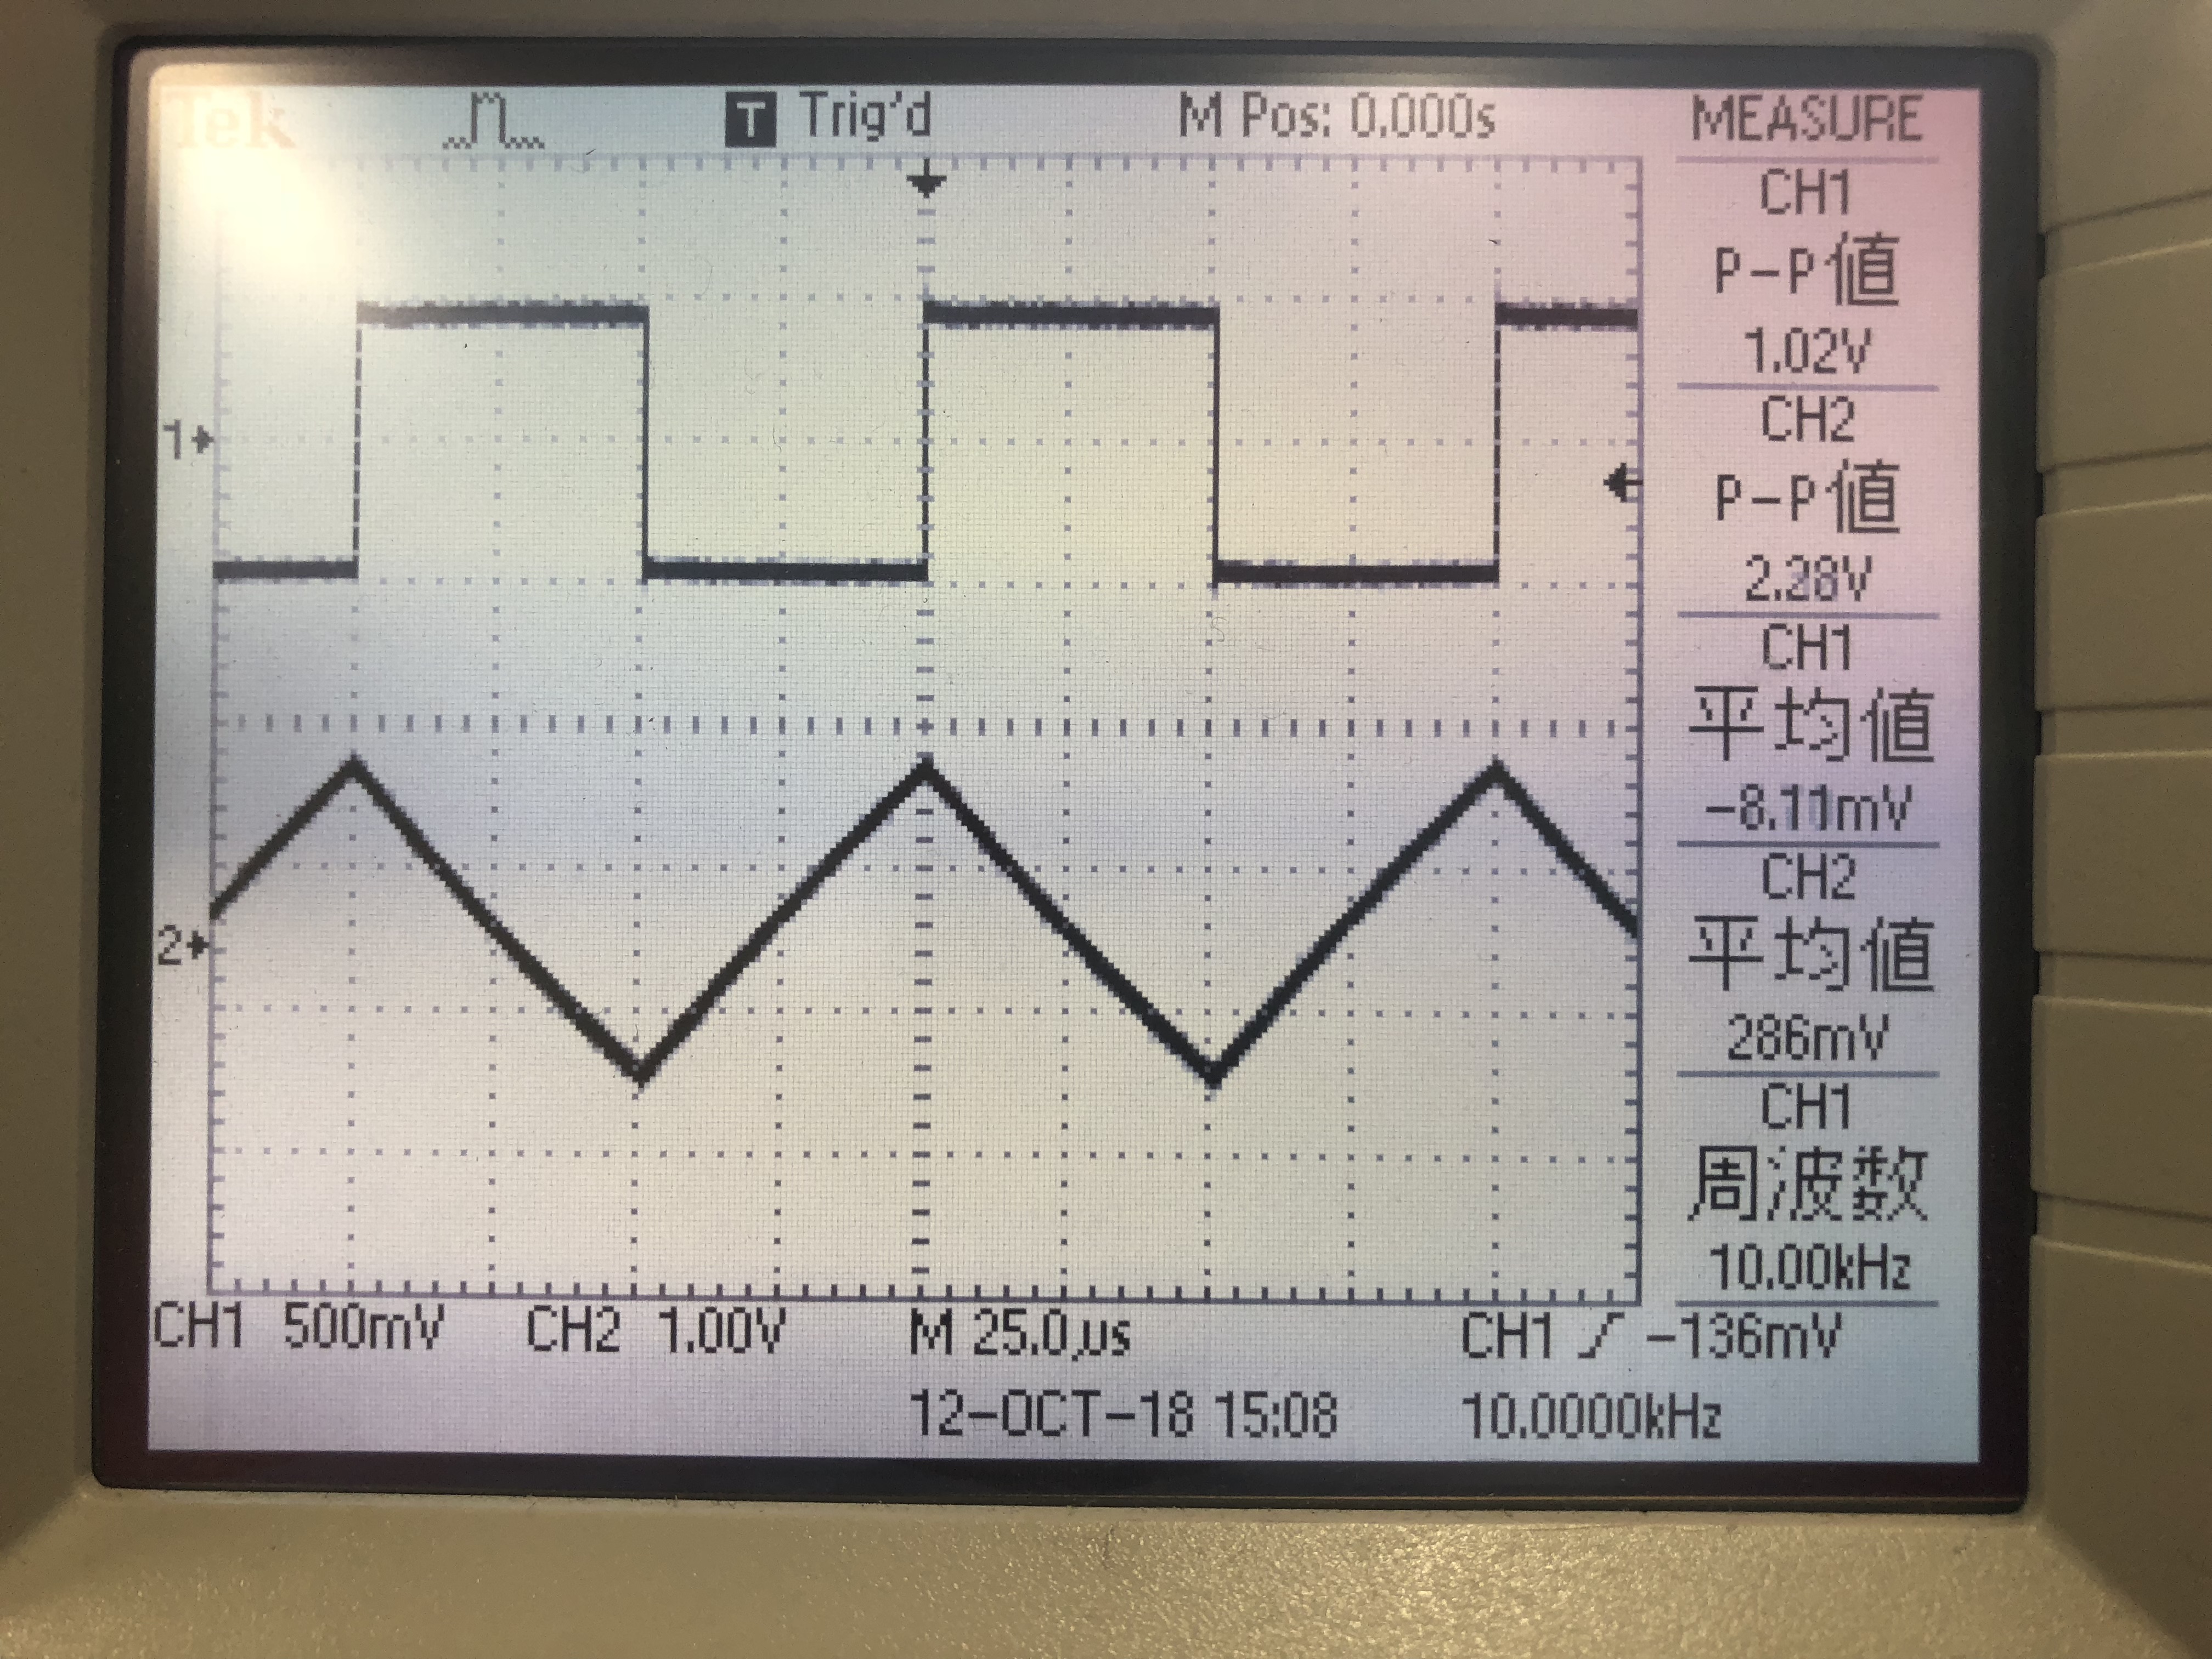 Tek T Trig'd M Pos: 0.000s MEASURE
CH1
P-P値
1.02V
CH2
P-P値
2.28V
CH1
平均値
-8.11mV
CH2
平均値
286mV
CH1
周波数
10.00kHz
1
2
CH1 500mV CH2 1.00V M 25.0µs CH1 -136mV
12-OCT-18 15:08 10.0000kHz